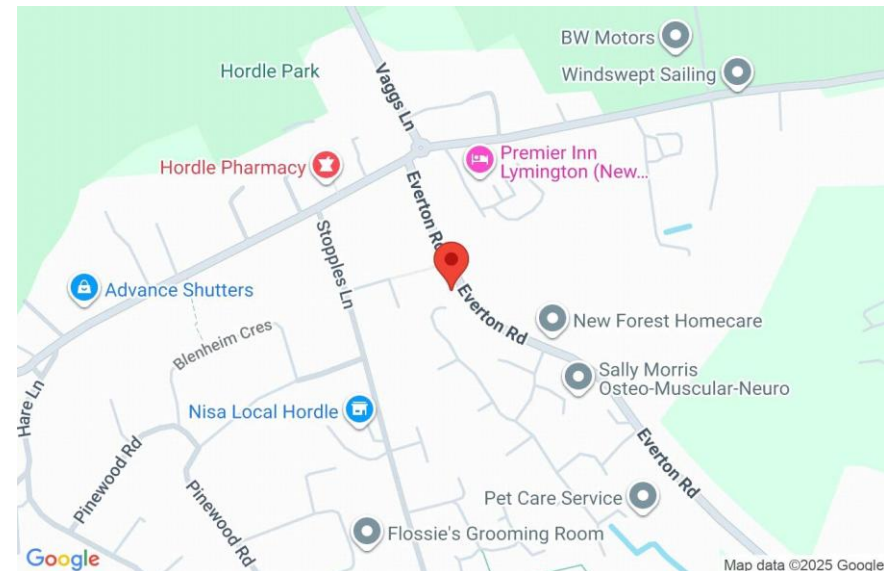 BW Motors
Hordle Park
Windswept Sailing
Vaggs Ln
Premier Inn
Lymington (New...
Hordle Pharmacy
Everton Rd
Stopples Ln
Advance Shutters
Everton Rd
New Forest Homecare
Blenheim Cres
Sally Morris
Osteo-Muscular-Neuro
Hare Ln
Nisa Local Hordle
Pinewood Rd
Everton Rd
Pinewood Rd
Pet Care Service
Flossie's Grooming Room
Google
Map data ©2025 Google